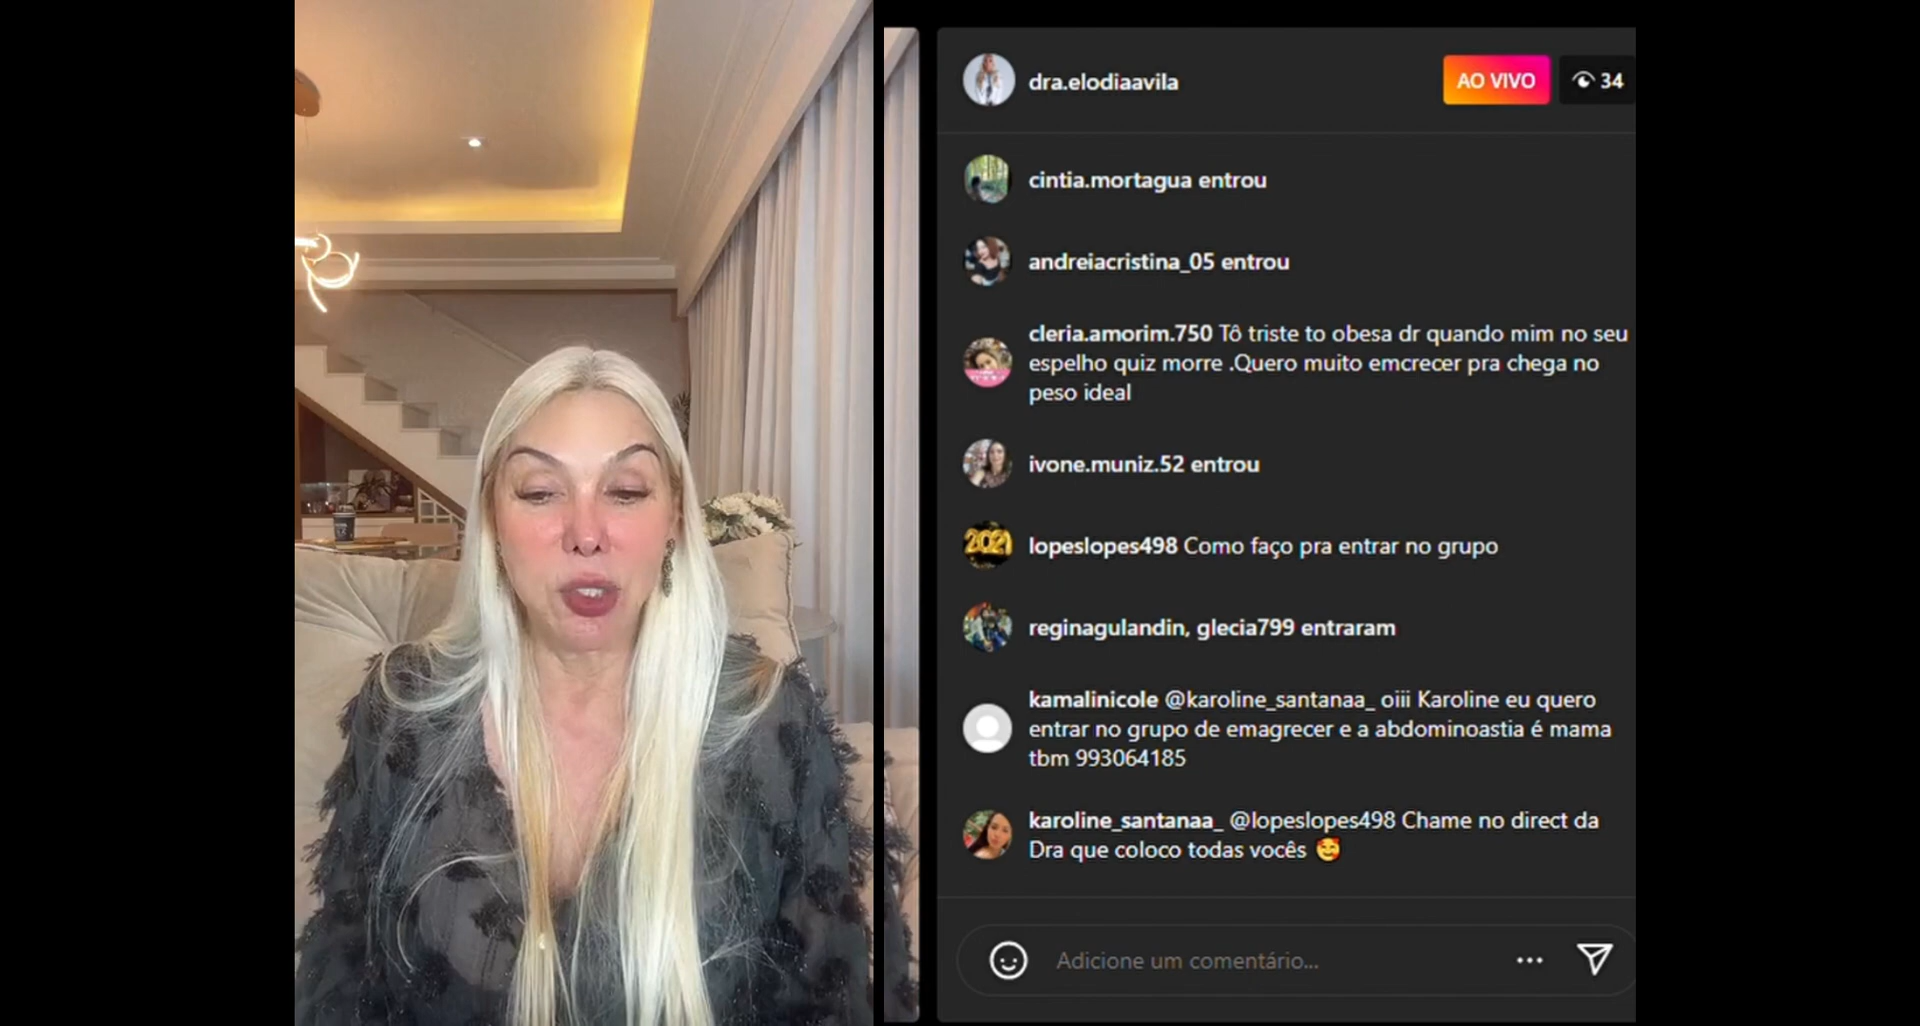 dra.elodiaavila
AO VIVO
34
cintia.mortagua entrou
andreiacristina_05 entrou
cleria.amorim.750 Tô triste to obesa dr quando mim no seu
espelho quiz morre .Quero muito emcrecer pra chega no
peso ideal
ivone.muniz.52 entrou
2021
lopeslopes498 Como faço pra entrar no grupo
reginagulandin, glecia799 entraram
kamalinicole @karoline_santanaa_ oiii Karoline eu quero
entrar no grupo de emagrecer e a abdominoastia é mama
tbm 993064185
karoline_santanaa_ @lopeslopes498 Chame no direct da
Dra que coloco todas vocês 🥰
Adicione um comentário...